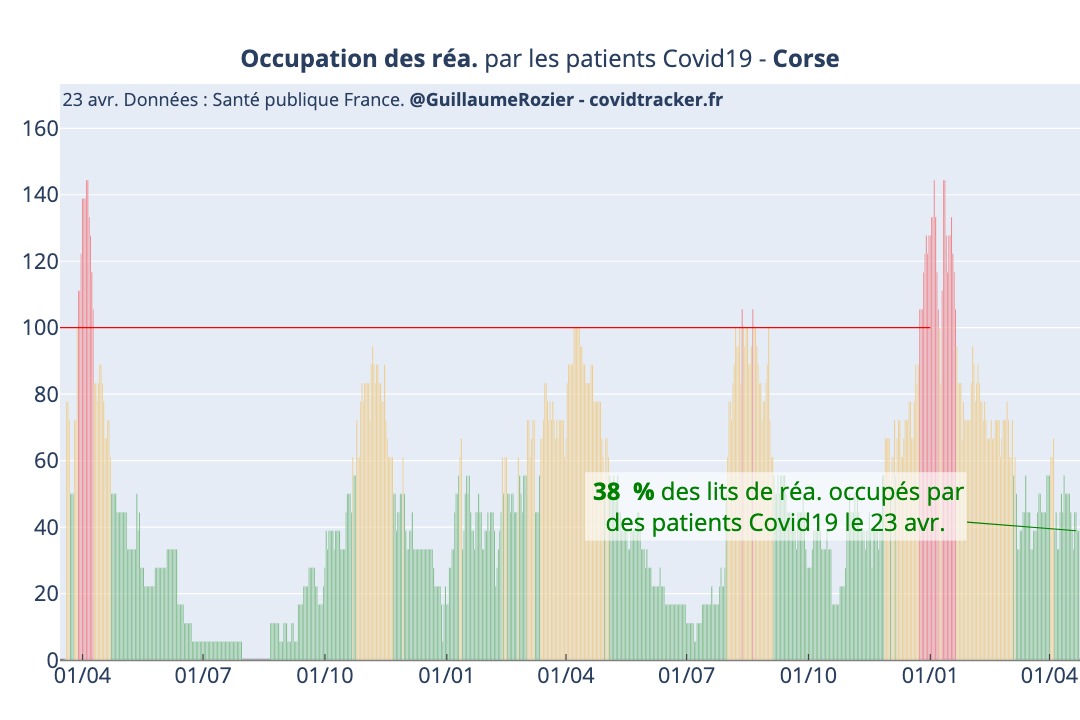 Occupation des réa. par les patients Covid19 - Corse
23 avr. Données : Santé publique France. @GuillaumeRozier - covidtracker.fr
160
140
120
100
80
60
40
20
0
38 % des lits de réa. occupés par
des patients Covid19 le 23 avr.
01/04 01/07 01/10 01/01 01/04 01/07 01/10 01/01 01/04